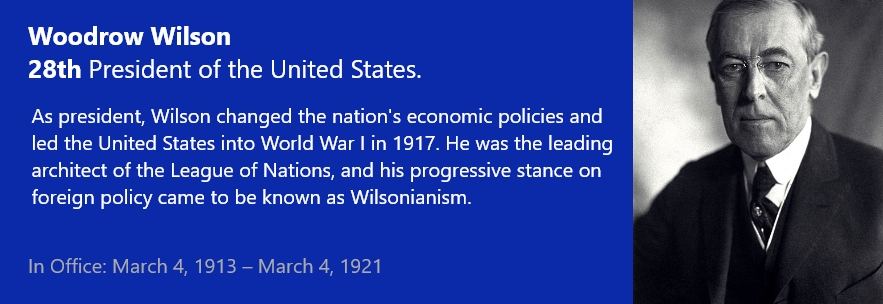 Woodrow Wilson
28th President of the United States.
As president, Wilson changed the nation's economic policies and
led the United States into World War I in 1917. He was the leading
architect of the League of Nations, and his progressive stance on
foreign policy came to be known as Wilsonianism.
In Office: March 4, 1913 – March 4, 1921